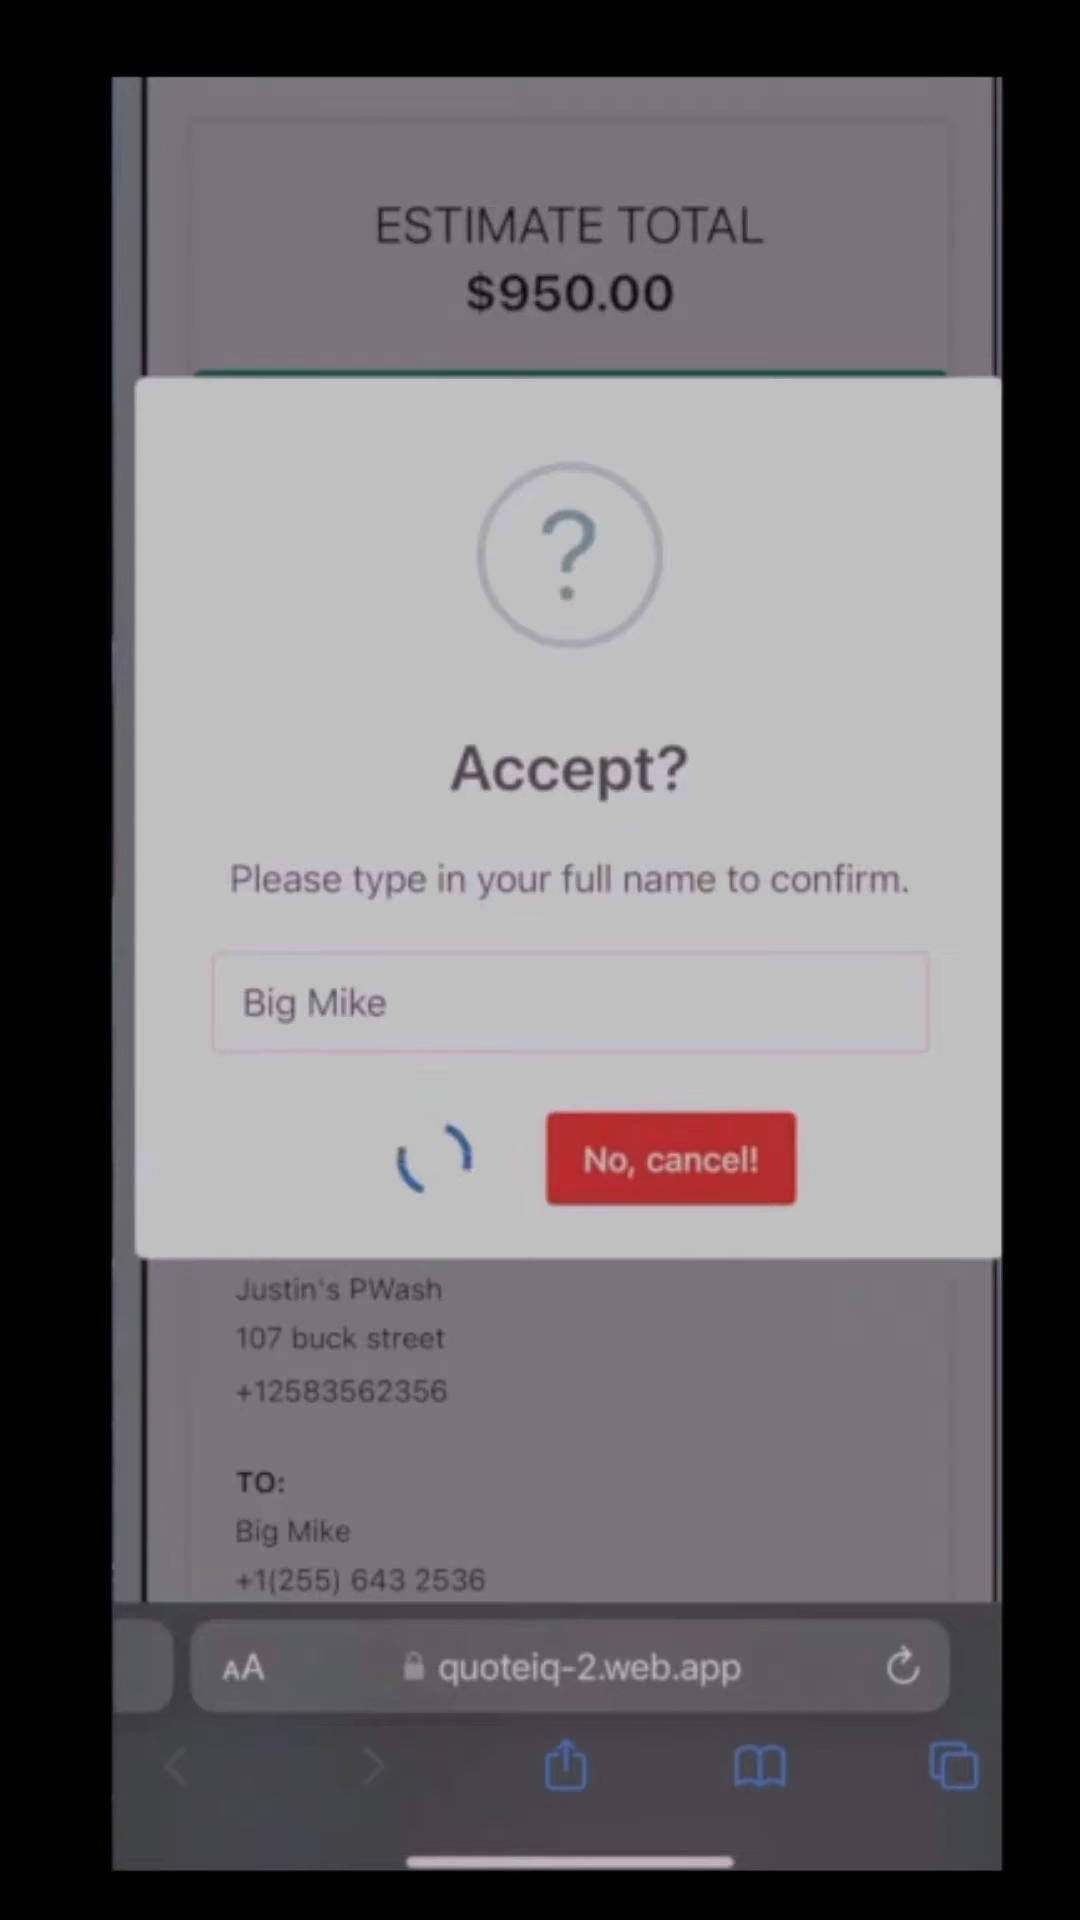 ESTIMATE TOTAL
$950.00
?
Accept?
Please type in your full name to confirm.
Big Mike
No, cancel!
Justin's PWash
107 buck street
+12583562356
TO:
Big Mike
+1(255) 643 2536
AA
quoteiq-2.web.app